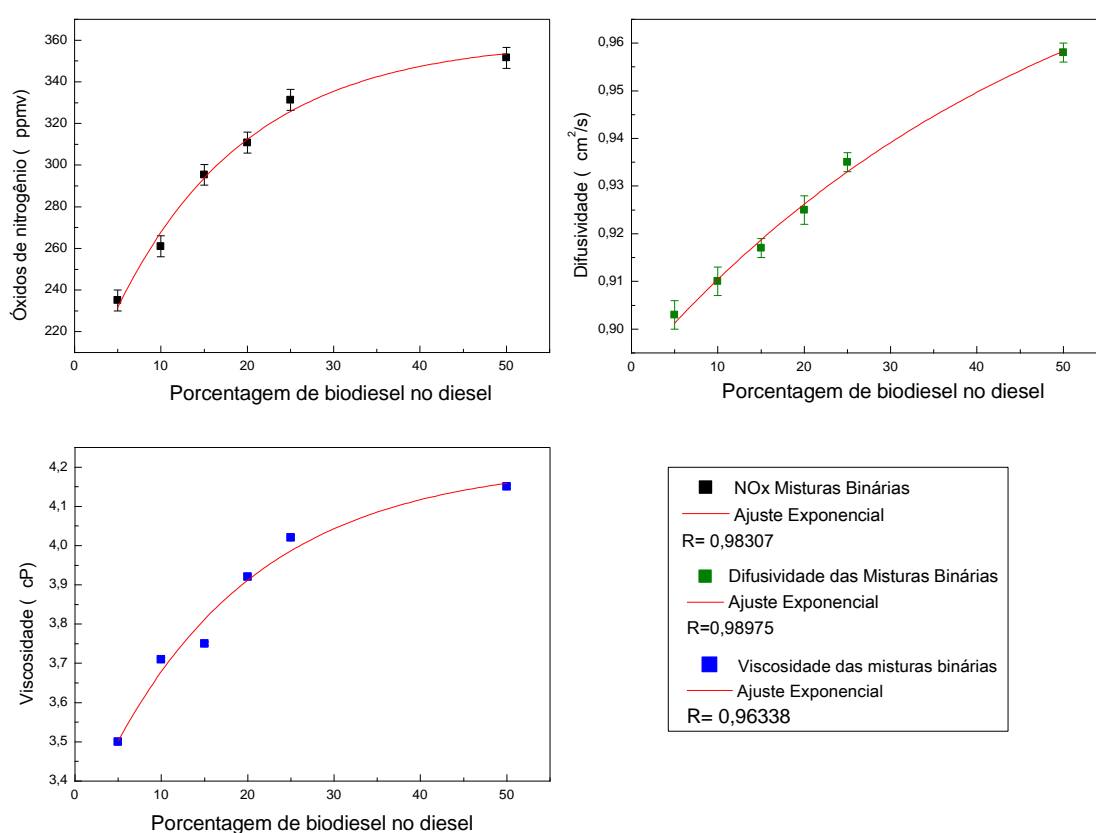 360
340
320
300
280
260
240
220
0 10 20 30 40 50
Óxidos de nitrogênio ( ppmv)
Porcentagem de biodiesel no diesel
0,96
0,95
0,94
0,93
0,92
0,91
0,90
0 10 20 30 40 50
Difusividade ( cm²/s)
Porcentagem de biodiesel no diesel
4,2
4,1
4,0
3,9
3,8
3,7
3,6
3,5
3,4
0 10 20 30 40 50
Viscosidade ( cP)
Porcentagem de biodiesel no diesel
NOx Misturas Binárias
Ajuste Exponencial
R= 0,98307
Difusividade das Misturas Binárias
Ajuste Exponencial
R=0,98975
Viscosidade das misturas binárias
Ajuste Exponencial
R= 0,96338